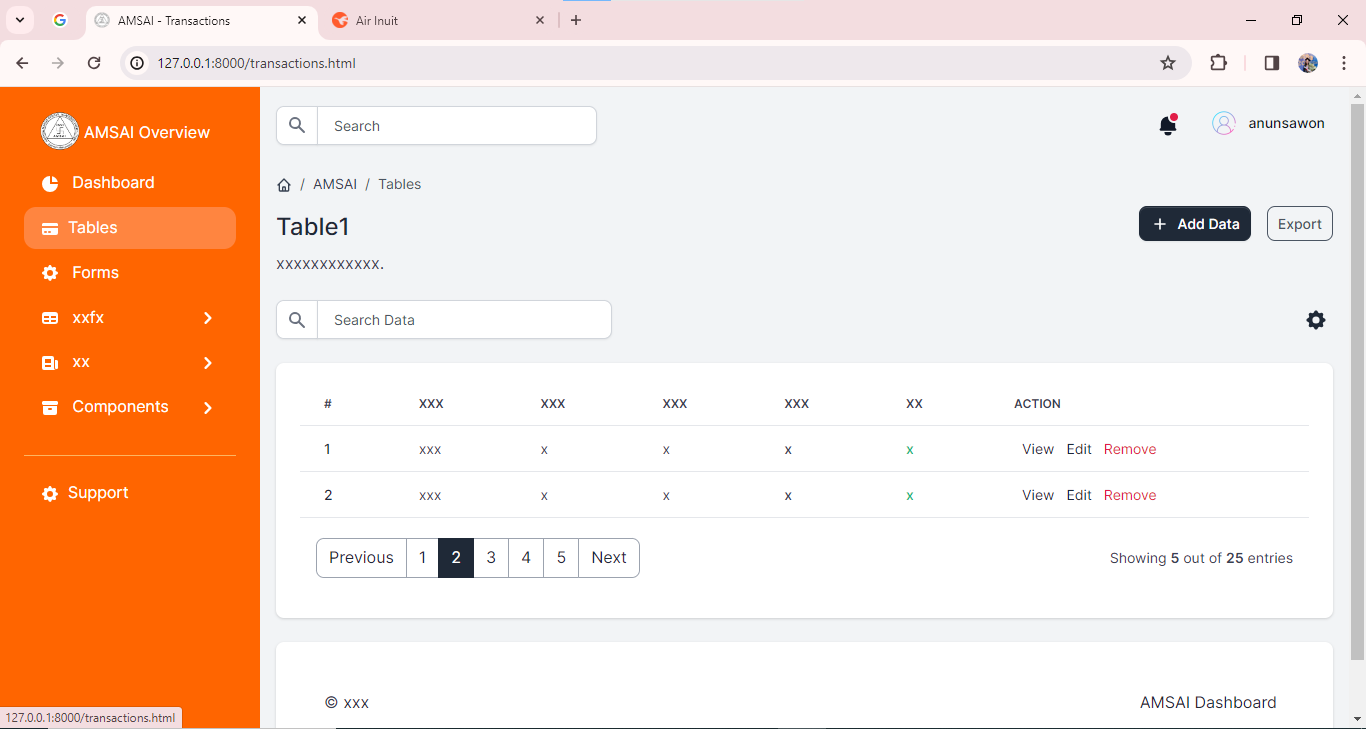 AMSAI - Transactions
Air Inuit
127.0.0.1:8000/transactions.html
AMSAI Overview
Dashboard
Tables
Forms
xxfx
xx
Components
Support
Search
anunsawon
/ AMSAI / Tables
Table1
+ Add Data
Export
xxxxxxxxxxxx.
Search Data
# XXX XXX XXX XXX XX ACTION
1 xxx x x x x View Edit Remove
2 xxx x x x x View Edit Remove
Previous 1 2 3 4 5 Next
Showing 5 out of 25 entries
© xxx
AMSAI Dashboard
127.0.0.1:8000/transactions.html